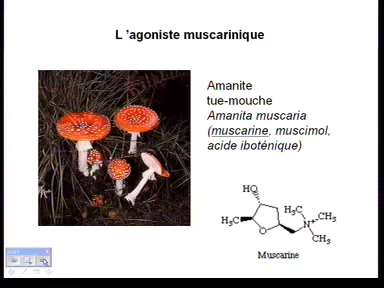 L 'agoniste muscarinique
Amanite
tue-mouche
Amanita muscaria
(muscarine, muscimol,
acide iboténique)
HO
H₃C
O
H₃C
CH₃
N⁺
CH₃
Muscarine